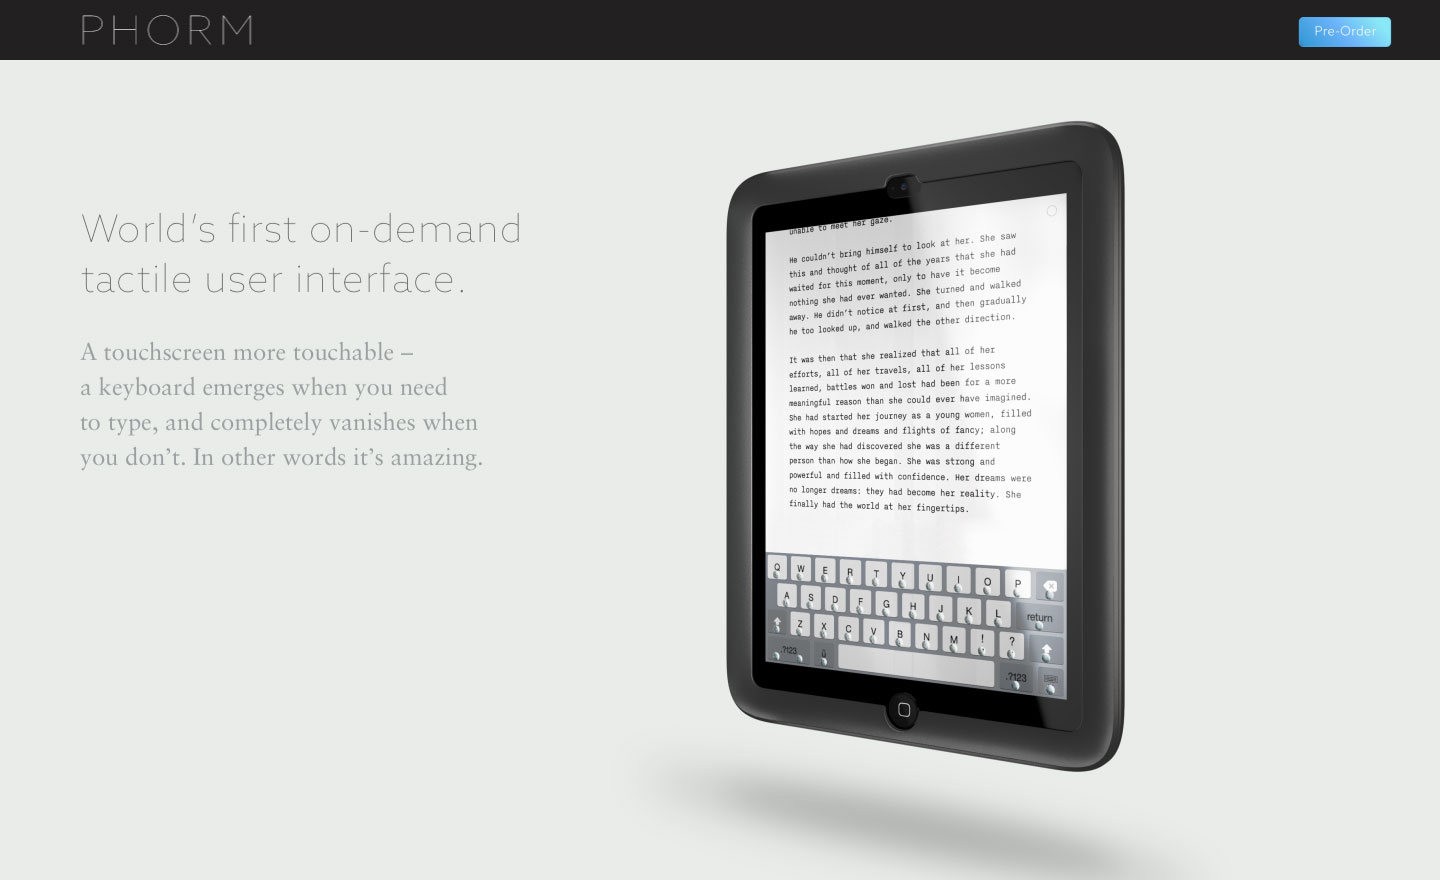 PHORM
Pre-Order
World's first on-demand
tactile user interface.
A touchscreen more touchable –
a keyboard emerges when you need
to type, and completely vanishes when
you don't. In other words it's amazing.
unable to meet her gaze.
He couldn't bring himself to look at her. She saw
this and thought of all of the years that she had
waited for this moment, only to have it become
nothing she had ever wanted. She turned and walked
away. He didn't notice at first, and then gradually
he too looked up, and walked the other direction.
It was then that she realized that all of her
efforts, all of her travels, all of her lessons
learned, battles won and lost had been for a more
meaningful reason than she could ever have imagined.
She had started her journey as a young women, filled
with hopes and dreams and flights of fancy; along
the way she had discovered she was a different
person than how she began. She was strong and
powerful and filled with confidence. Her dreams were
no longer dreams: they had become her reality. She
finally had the world at her fingertips.
Q W E R T Y U I O P
A S D F G H J K L return
Z X C V B N M ! ?
.?123 .?123